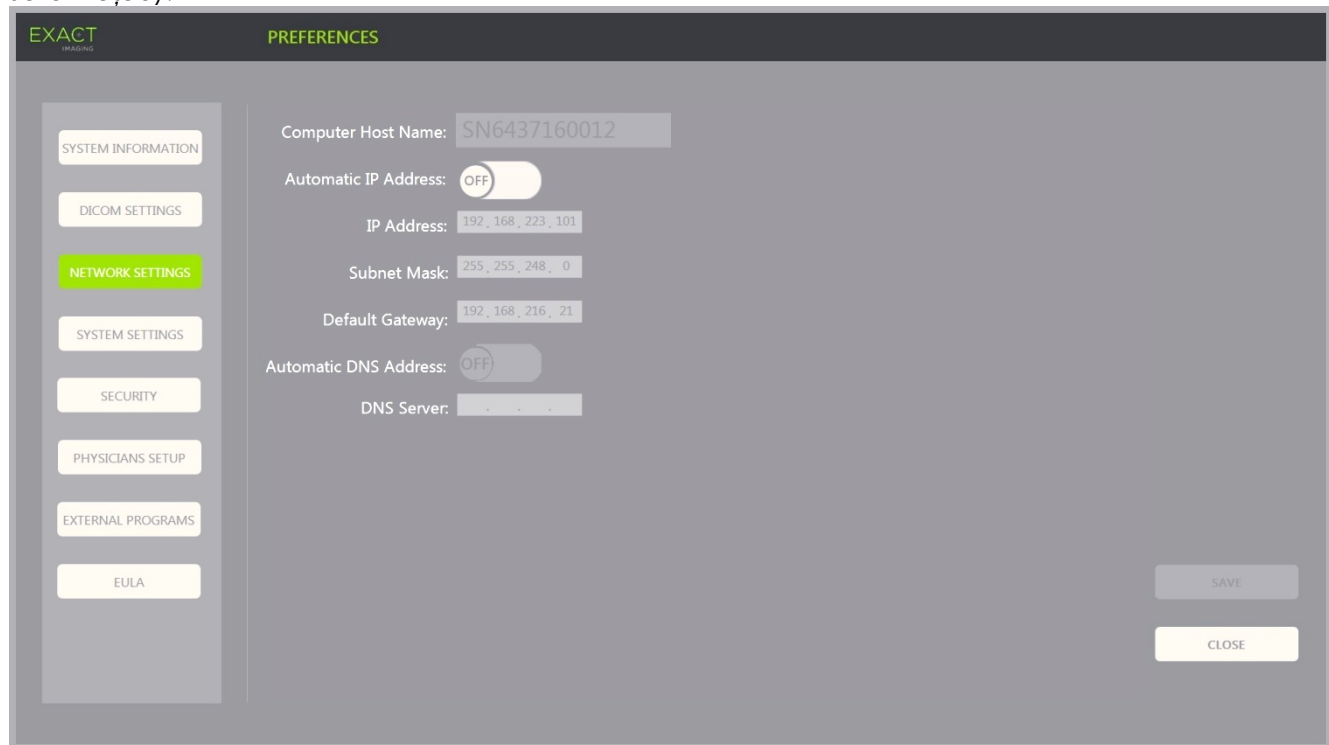 EXACT
IMAGING
PREFERENCES
SYSTEM INFORMATION
DICOM SETTINGS
NETWORK SETTINGS
SYSTEM SETTINGS
SECURITY
PHYSICIANS SETUP
EXTERNAL PROGRAMS
EULA
Computer Host Name: SN6437160012
Automatic IP Address: OFF
IP Address: 192 . 168 . 223 . 101
Subnet Mask: 255 . 255 . 248 . 0
Default Gateway: 192 . 168 . 216 . 21
Automatic DNS Address: OFF
DNS Server: . . .
SAVE
CLOSE